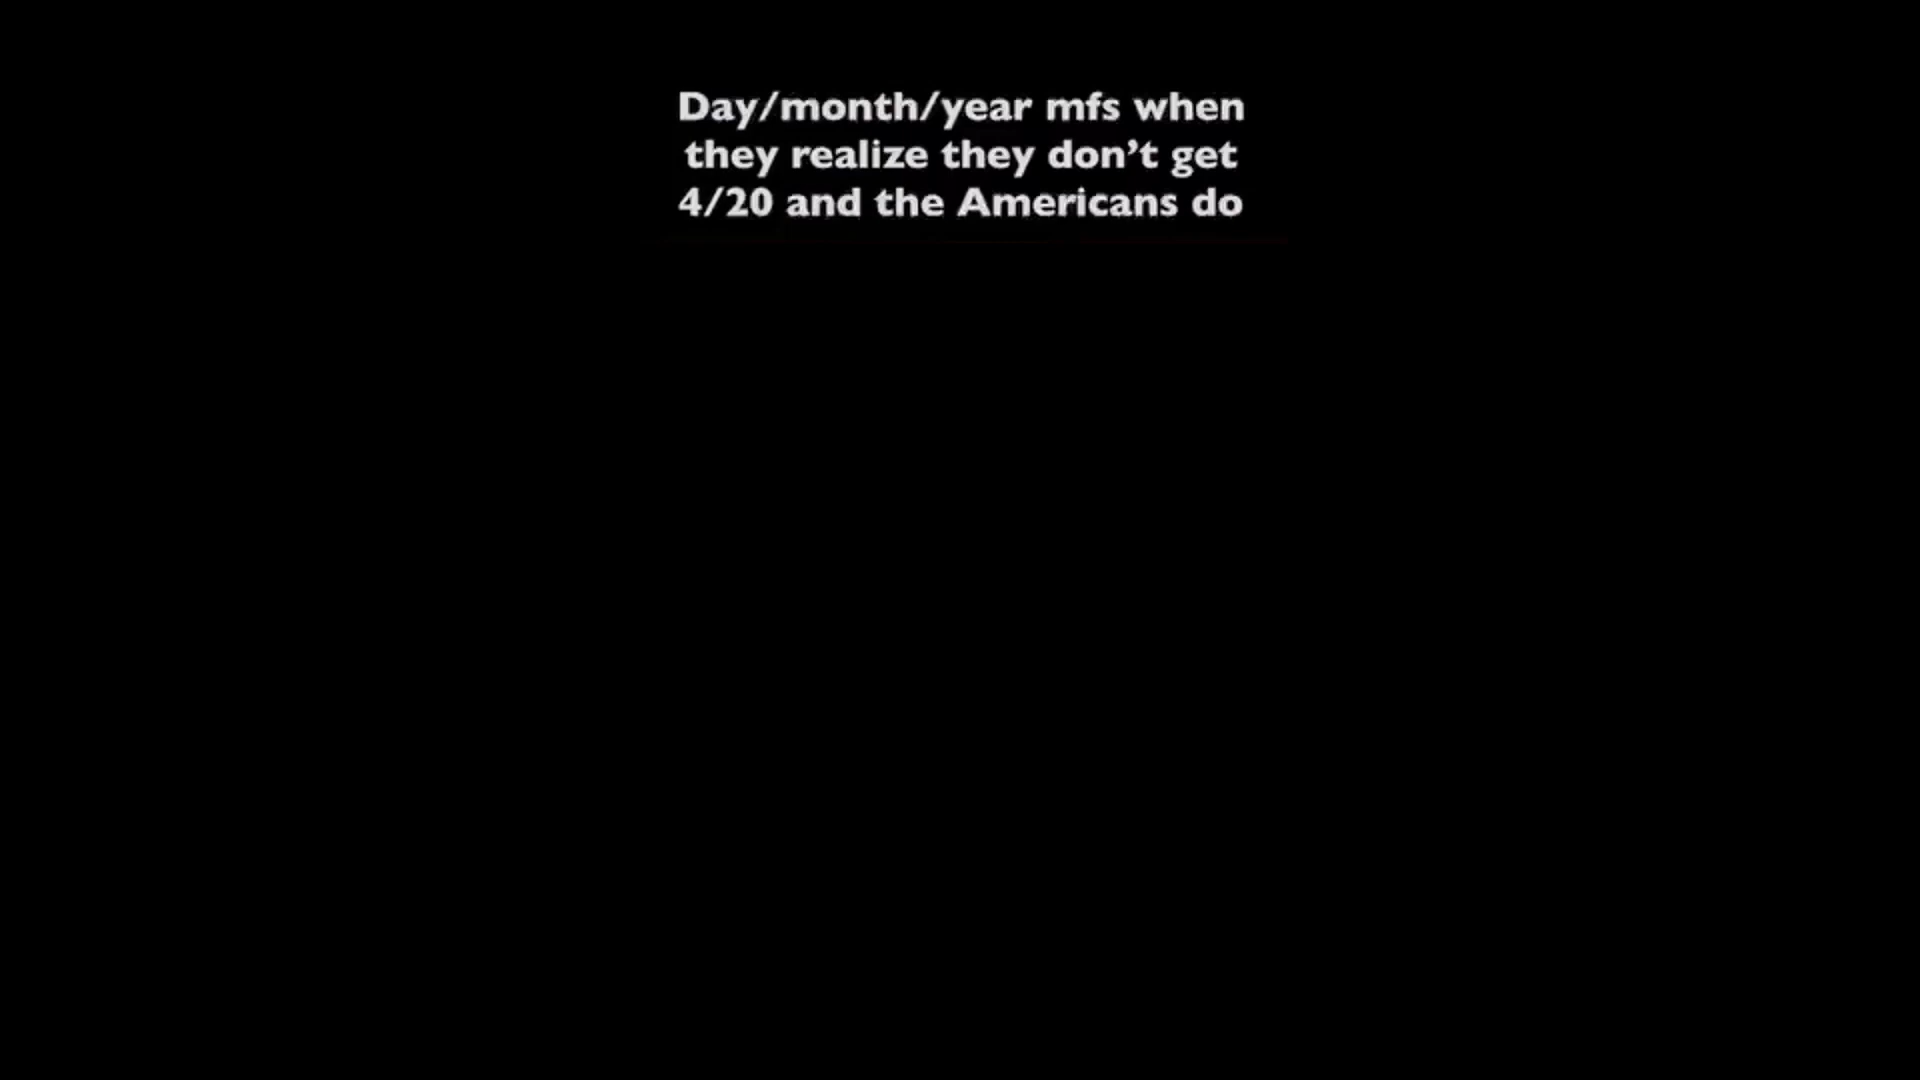 Day/month/year mfs when
they realize they don’t get
4/20 and the Americans do